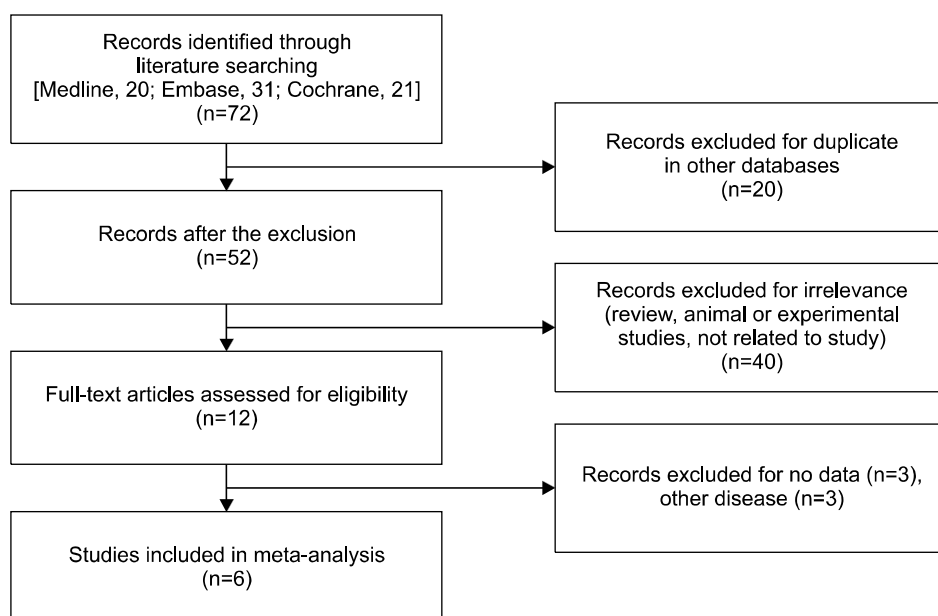 Records identified through
literature searching
[Medline, 20; Embase, 31; Cochrane, 21]
(n=72)
Records excluded for duplicate
in other databases
(n=20)
Records after the exclusion
(n=52)
Records excluded for irrelevance
(review, animal or experimental
studies, not related to study)
(n=40)
Full-text articles assessed for eligibility
(n=12)
Records excluded for no data (n=3),
other disease (n=3)
Studies included in meta-analysis
(n=6)